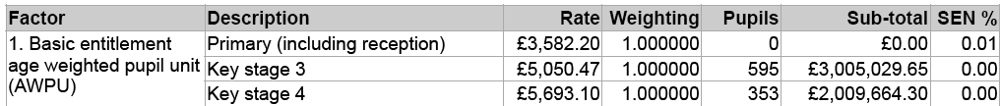 Factor Description Rate Weighting Pupils Sub-total SEN %
1. Basic entitlement Primary (including reception) £3,582.20 1.000000 0 £0.00 0.01
age weighted pupil unit Key stage 3 £5,050.47 1.000000 595 £3,005,029.65 0.00
(AWPU) Key stage 4 £5,693.10 1.000000 353 £2,009,664.30 0.00